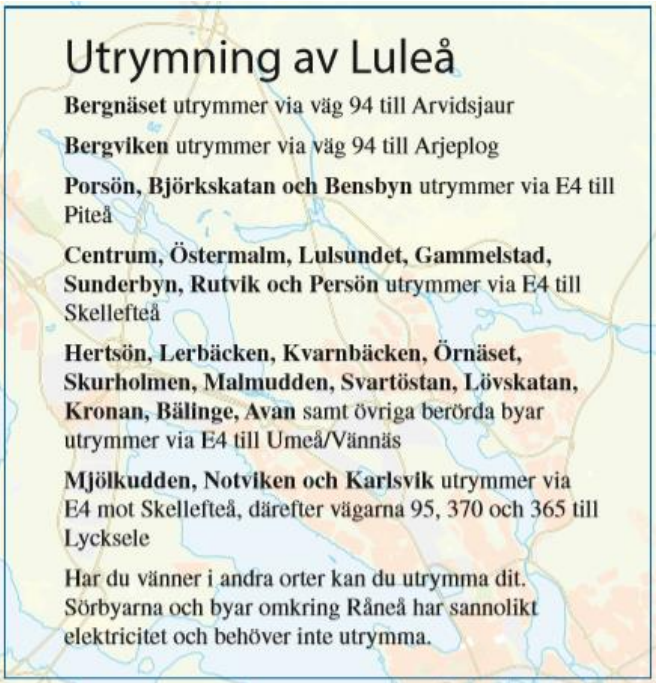 Utrymning av Luleå
Bergnäset utrymmer via väg 94 till Arvidsjaur
Bergviken utrymmer via väg 94 till Arjeplog
Porsön, Björkskatan och Bensbyn utrymmer via E4 till
Piteå
Centrum, Östermalm, Lulsundet, Gammelstad,
Sunderbyn, Rutvik och Persön utrymmer via E4 till
Skellefteå
Hertsön, Lerbäcken, Kvarnbäcken, Örnäset,
Skurholmen, Malmudden, Svartöstan, Lövskatan,
Kronan, Bälinge, Avan samt övriga berörda byar
utrymmer via E4 till Umeå/Vännäs
Mjölkudden, Notviken och Karlsvik utrymmer via
E4 mot Skellefteå, därefter vägarna 95, 370 och 365 till
Lycksele
Har du vänner i andra orter kan du utrymma dit.
Sörbyarna och byar omkring Råneå har sannolikt
elektricitet och behöver inte utrymma.